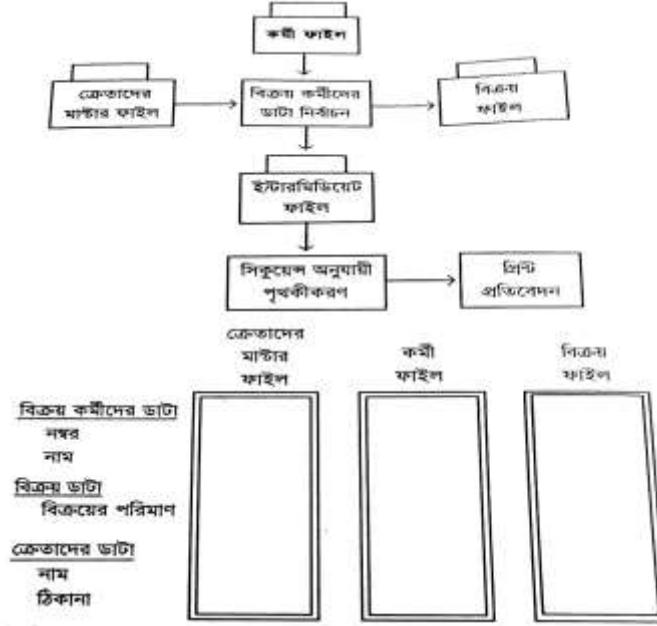 কর্মী ফাইল
ক্রেতাদের
মাস্টার ফাইল
বিক্রয় কর্মীদের
ডাটা নির্বাচন
বিক্রয়
ফাইল
ইন্টারমিডিয়েট
ফাইল
সিকুয়েন্স অনুযায়ী
পৃথকীকরণ
প্রিন্ট
প্রতিবেদন
ক্রেতাদের
মাস্টার
ফাইল
কর্মী
ফাইল
বিক্রয়
ফাইল
বিক্রয় কর্মীদের ডাটা
নম্বর
নাম
বিক্রয় ডাটা
বিক্রয়ের পরিমাণ
ক্রেতাদের ডাটা
নাম
ঠিকানা